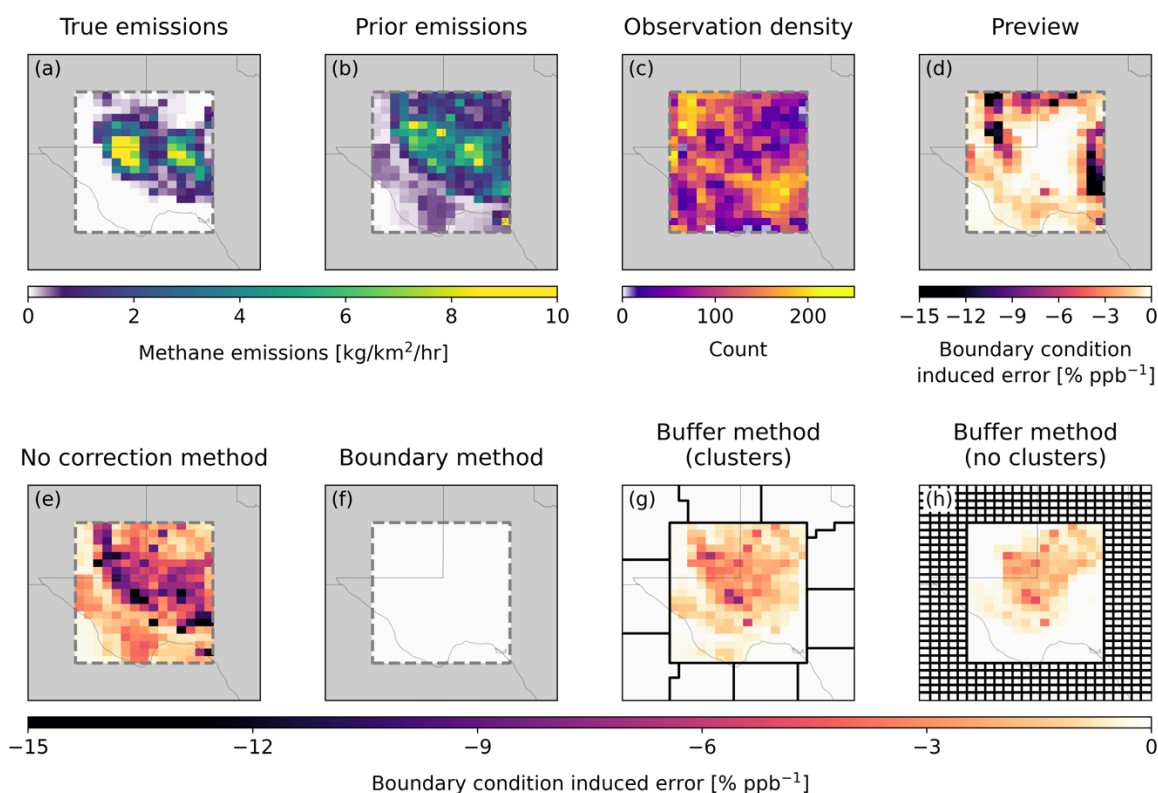 True emissions
Prior emissions
Observation density
Preview
(a)
(b)
(c)
(d)
0
2
4
6
8
10
Methane emissions [kg/km²/hr]
0
100
200
Count
−15
−12
−9
−6
−3
0
Boundary condition
induced error [% ppb⁻¹]
No correction method
Boundary method
Buffer method
(clusters)
Buffer method
(no clusters)
(e)
(f)
(g)
(h)
−15
−12
−9
−6
−3
0
Boundary condition induced error [% ppb⁻¹]